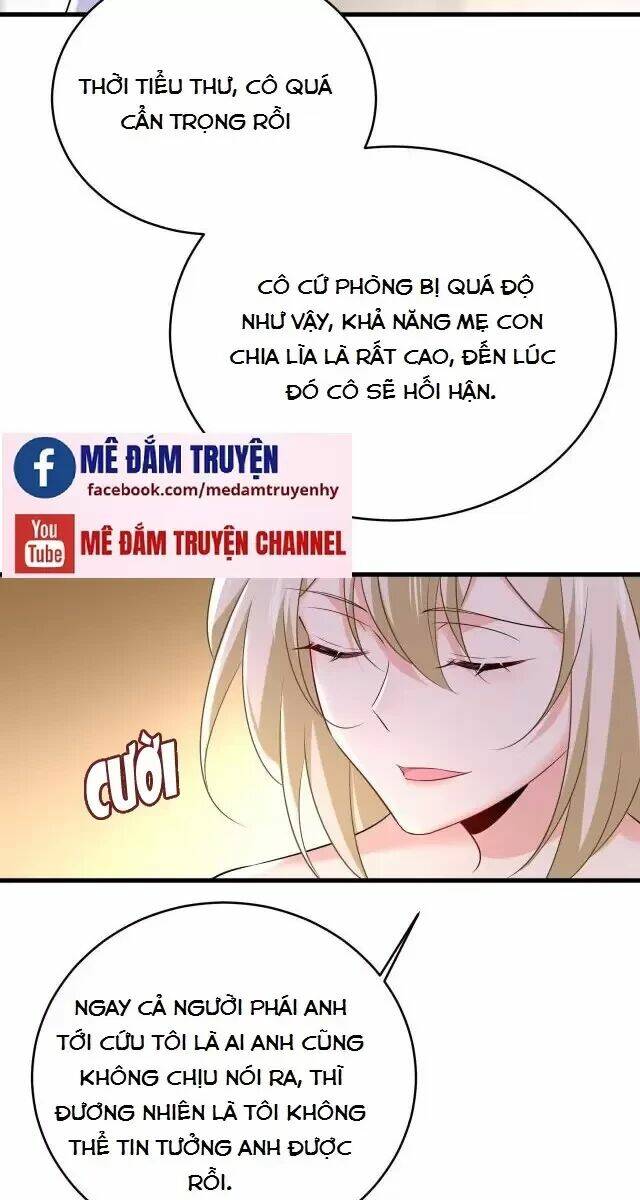 THỜI TIỂU THƯ, CÔ QUÁ
CẨN TRỌNG RỒI
CÔ CỨ PHÒNG BỊ QUÁ ĐỘ
NHƯ VẬY, KHẢ NĂNG MẸ CON
CHIA LÌA LÀ RẤT CAO, ĐẾN LÚC
ĐÓ CÔ SẼ HỐI HẬN.
f MÊ ĐẮM TRUYỆN
facebook.com/medamtruyenhy
You
Tube
MÊ ĐẮM TRUYỆN CHANNEL
CƯỜI
NGAY CẢ NGƯỜI PHÁI ANH
TỚI CỨU TÔI LÀ AI ANH CŨNG
KHÔNG CHỊU NÓI RA, THÌ
ĐƯƠNG NHIÊN LÀ TÔI KHÔNG
THỂ TIN TƯỞNG ANH ĐƯỢC
RỒI.